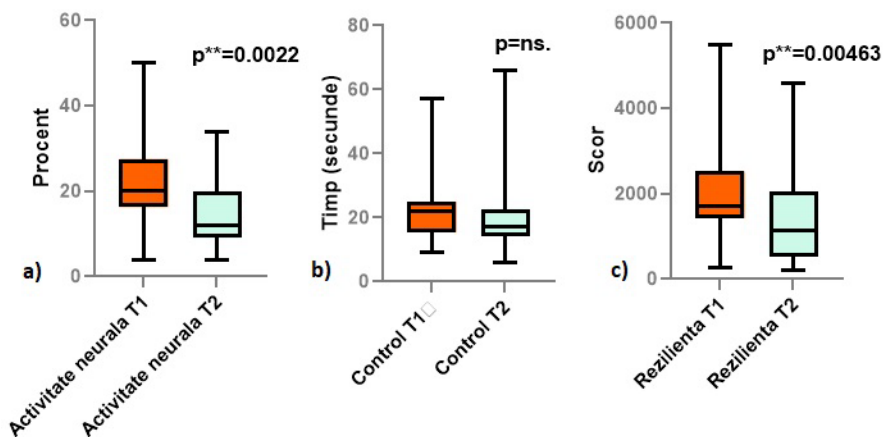 60
40
20
0
Procent
p**=0.0022
a)
Activitate neurala T1
Activitate neurala T2
80
60
40
20
0
Timp (secunde)
p=ns.
b)
Control T1
Control T2
6000
4000
2000
0
Scor
p**=0.00463
c)
Rezilienta T1
Rezilienta T2